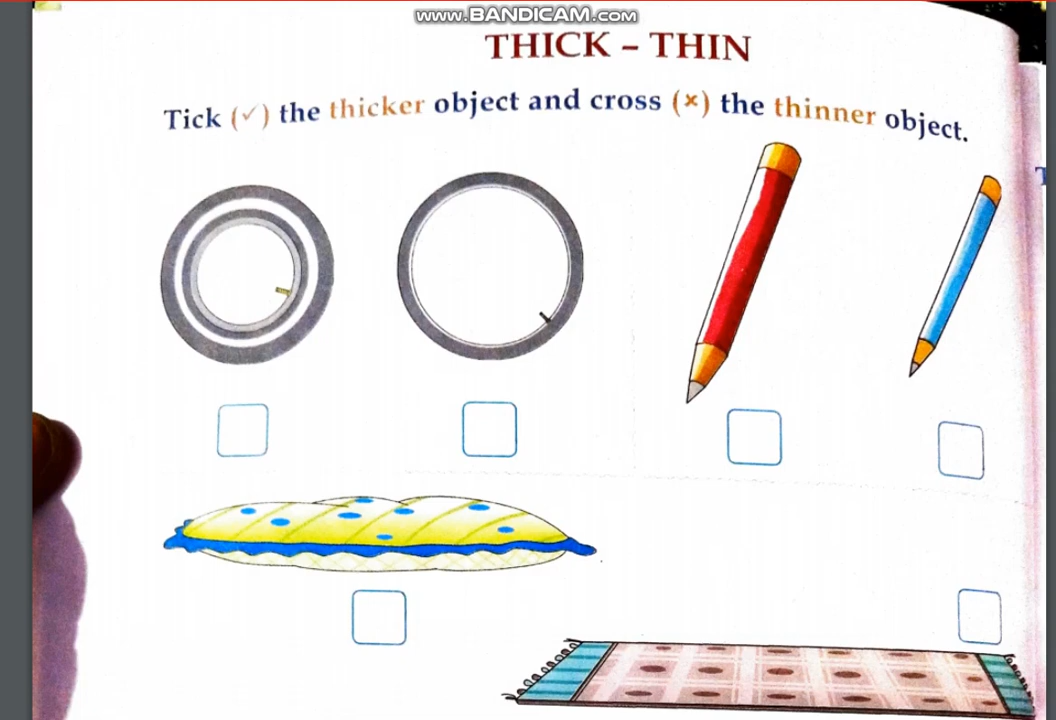 www.BANDICAM.com
THICK – THIN
Tick (✓) the thicker object and cross (×) the thinner object.